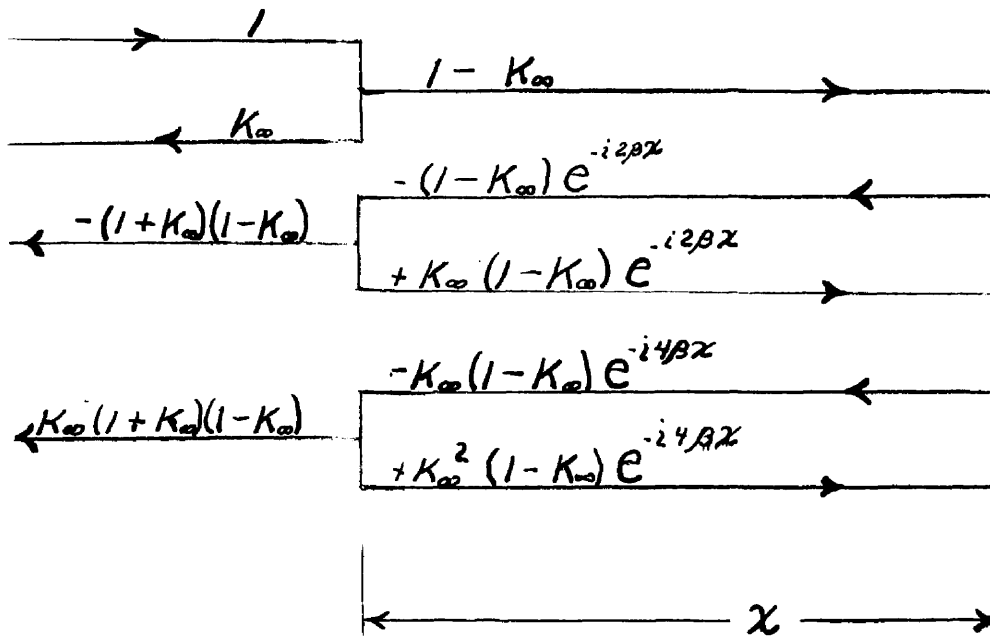 1
1 - K∞
K∞
-(1 - K∞) e^{-i2βx}
-(1 + K∞)(1 - K∞)
+ K∞ (1 - K∞) e^{-i2βx}
-K∞ (1 - K∞) e^{-i4βx}
K∞ (1 + K∞)(1 - K∞)
+ K∞² (1 - K∞) e^{-i4βx}
x